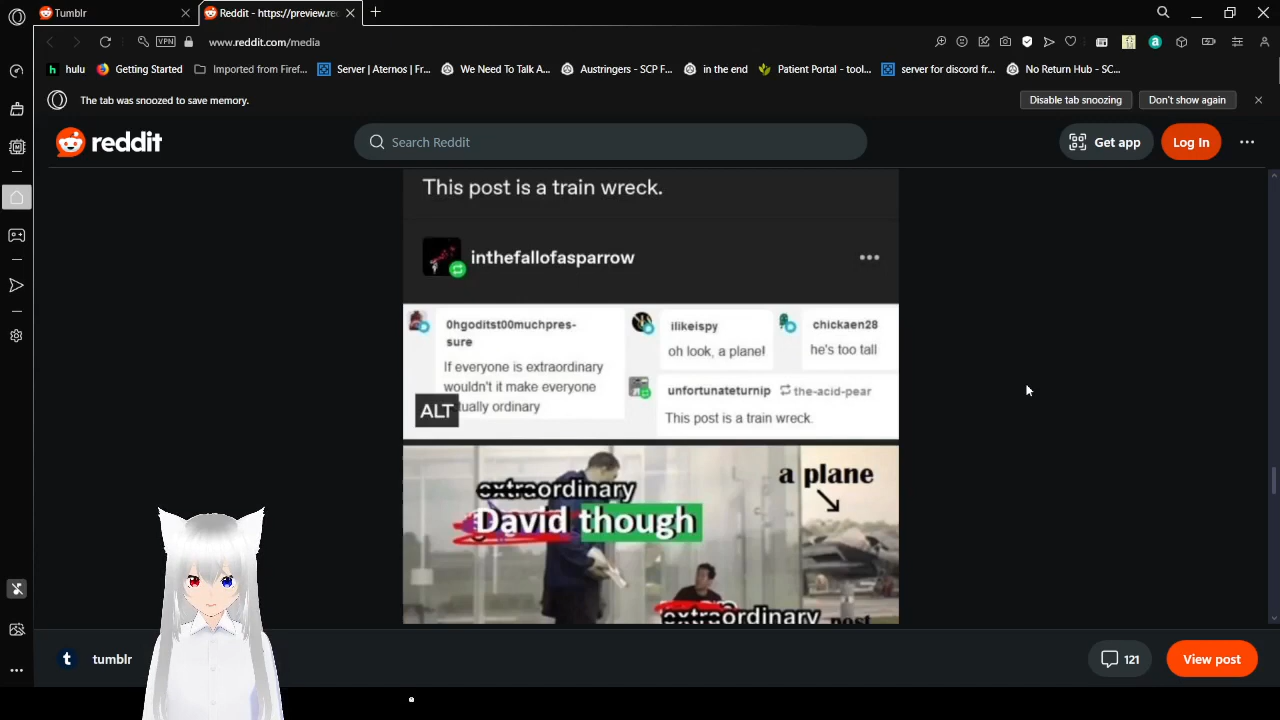 Tumblr
Reddit - https://preview.re
VPN
www.reddit.com/media
hulu
Getting Started
Imported from Firef...
Server | Aternos | Fr...
We Need To Talk A...
Austringers - SCP F...
in the end
Patient Portal - tool...
server for discord fr...
No Return Hub - SC...
The tab was snoozed to save memory.
Disable tab snoozing
Don't show again
reddit
Search Reddit
Get app
Log In
This post is a train wreck.
inthefallofasparrow
0hgoditst00muchpres-
sure
If everyone is extraordinary
wouldn't it make everyone
tually ordinary
ALT
ilikeispy
oh look, a plane!
chickaen28
he's too tall
unfortunateturnip the-acid-pear
This post is a train wreck.
extraordinary
David though
a plane
extraordinary
post
t tumblr
121
View post